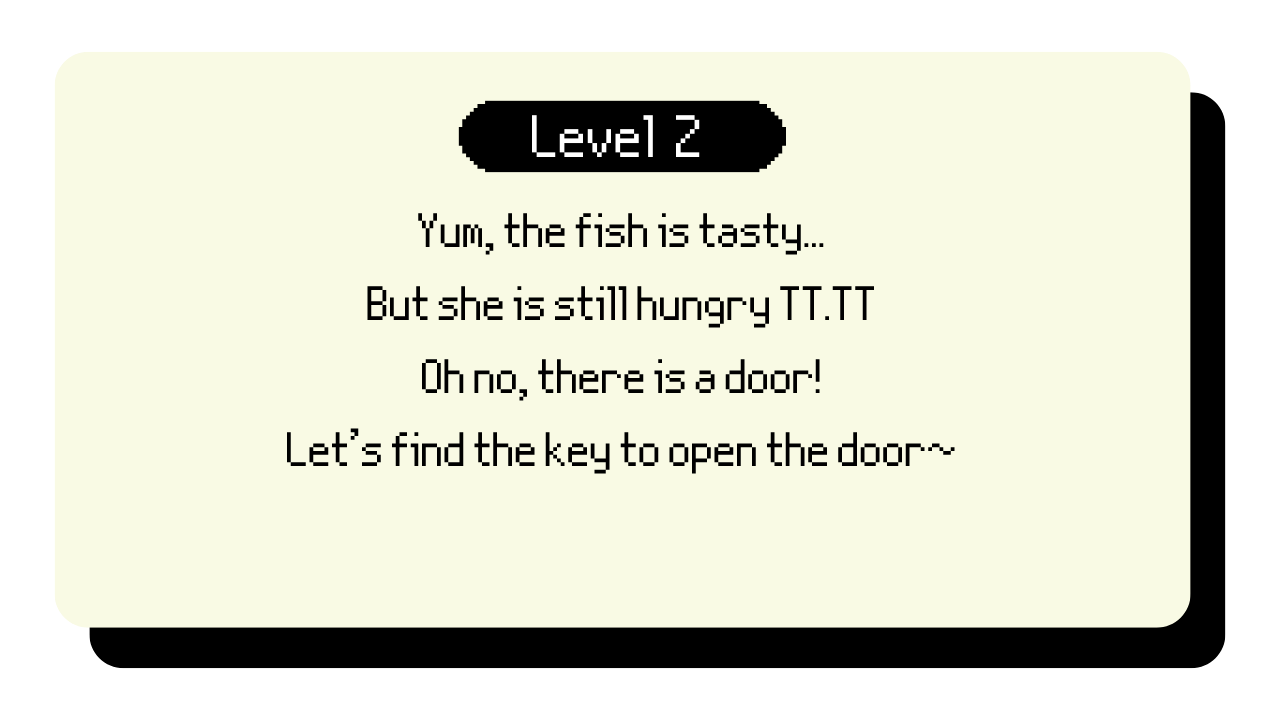 Level 2
Yum, the fish is tasty...
But she is still hungry TT.TT
Oh no, there is a door!
Let's find the key to open the door~